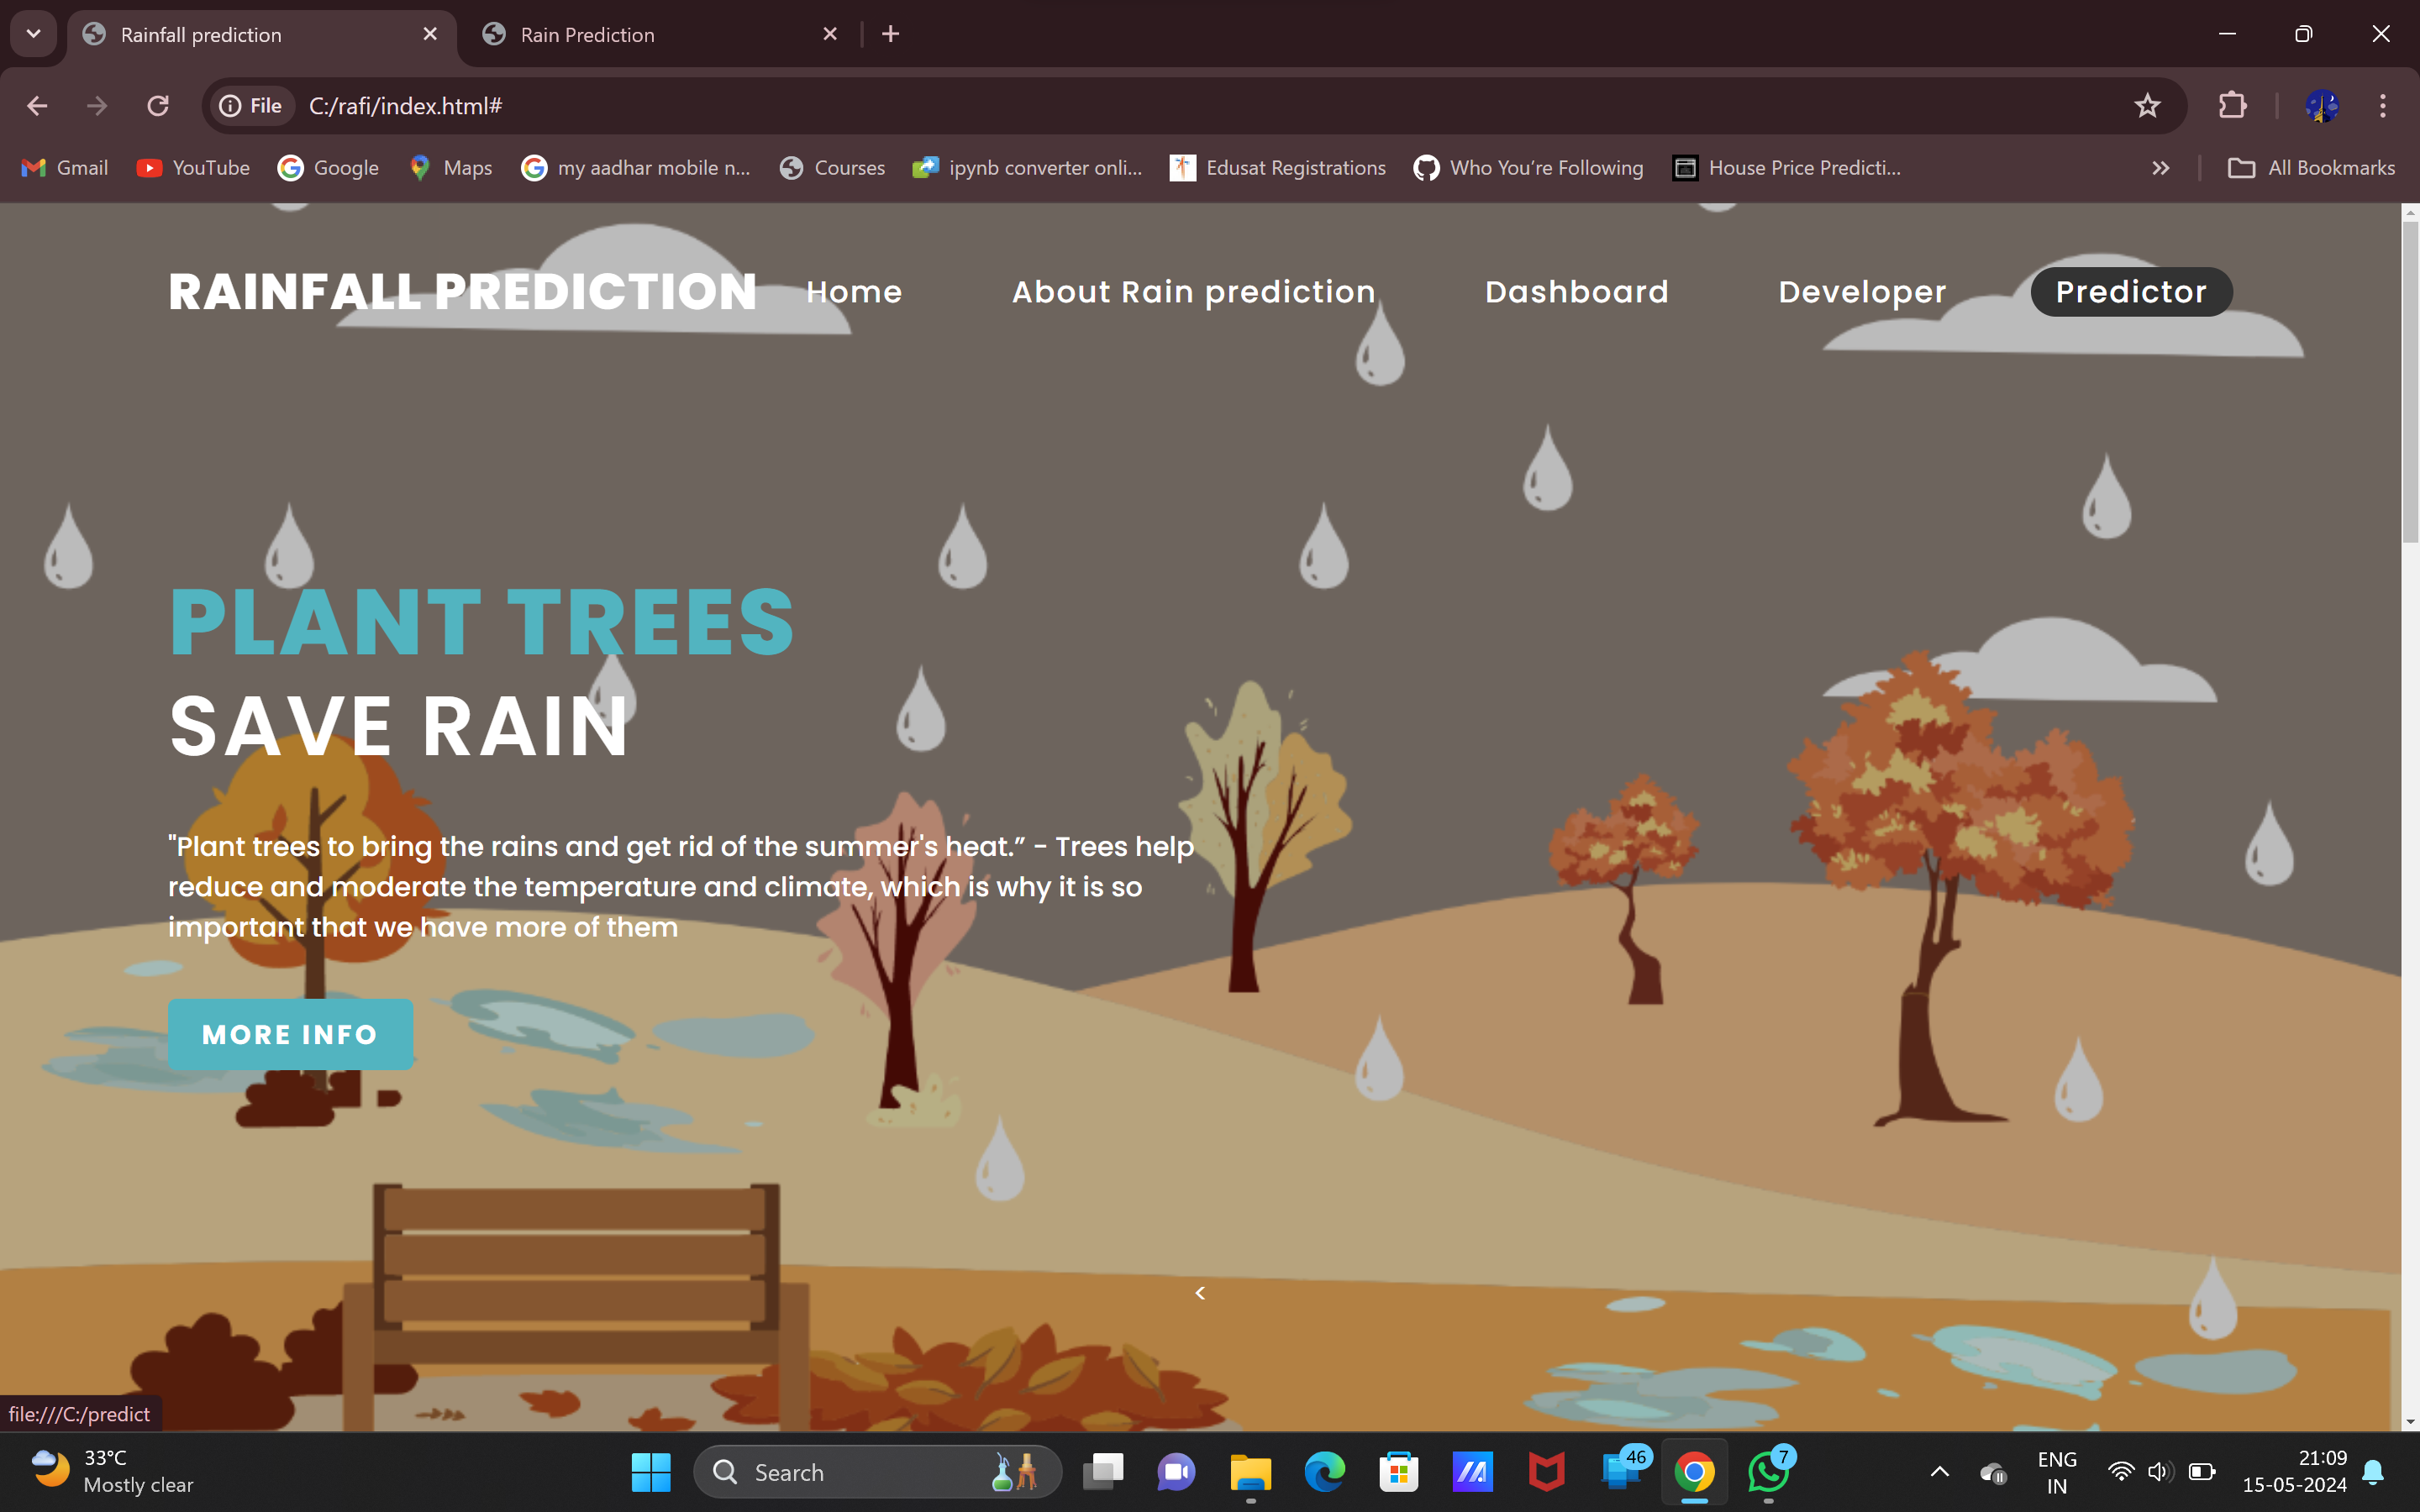 Rainfall prediction
Rain Prediction
File
C:/rafi/index.html#
Gmail
YouTube
Google
Maps
my aadhar mobile n...
Courses
ipynb converter onli...
Edusat Registrations
Who You’re Following
House Price Predicti...
All Bookmarks
RAINFALL PREDICTION
Home
About Rain prediction
Dashboard
Developer
Predictor
PLANT TREES
SAVE RAIN
"Plant trees to bring the rains and get rid of the summer's heat.” - Trees help
reduce and moderate the temperature and climate, which is why it is so
important that we have more of them
MORE INFO
<
file:///C:/predict
33°C
Mostly clear
Search
46
7
ENG
IN
21:09
15-05-2024